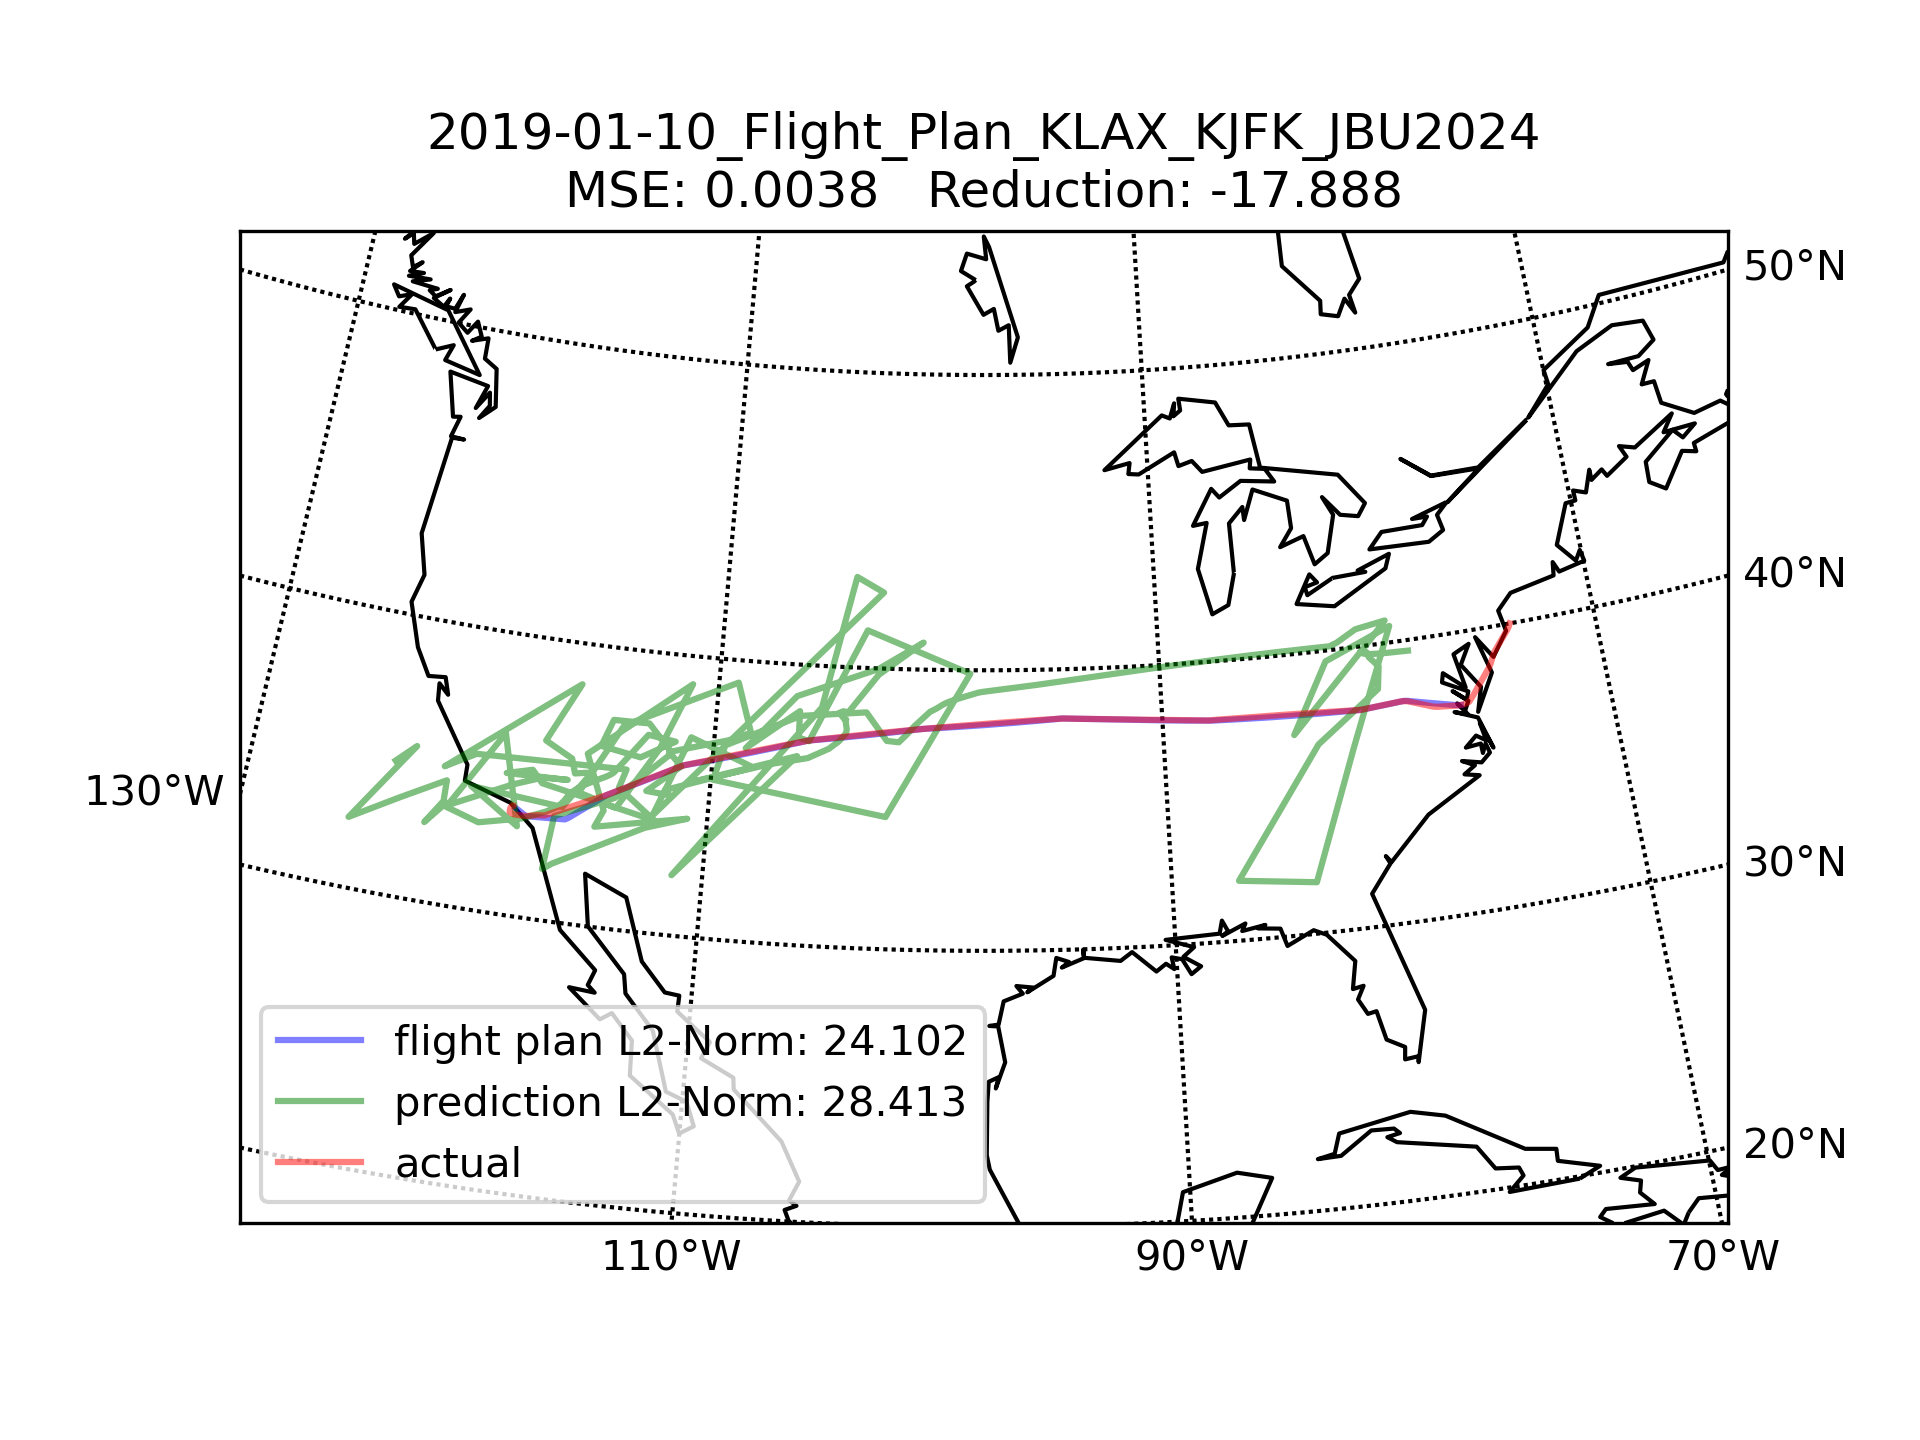 2019-01-10_Flight_Plan_KLAX_KJFK_JBU2024
MSE: 0.0038   Reduction: -17.888
50°N
40°N
130°W
30°N
flight plan L2-Norm: 24.102
prediction L2-Norm: 28.413
actual
20°N
110°W
90°W
70°W